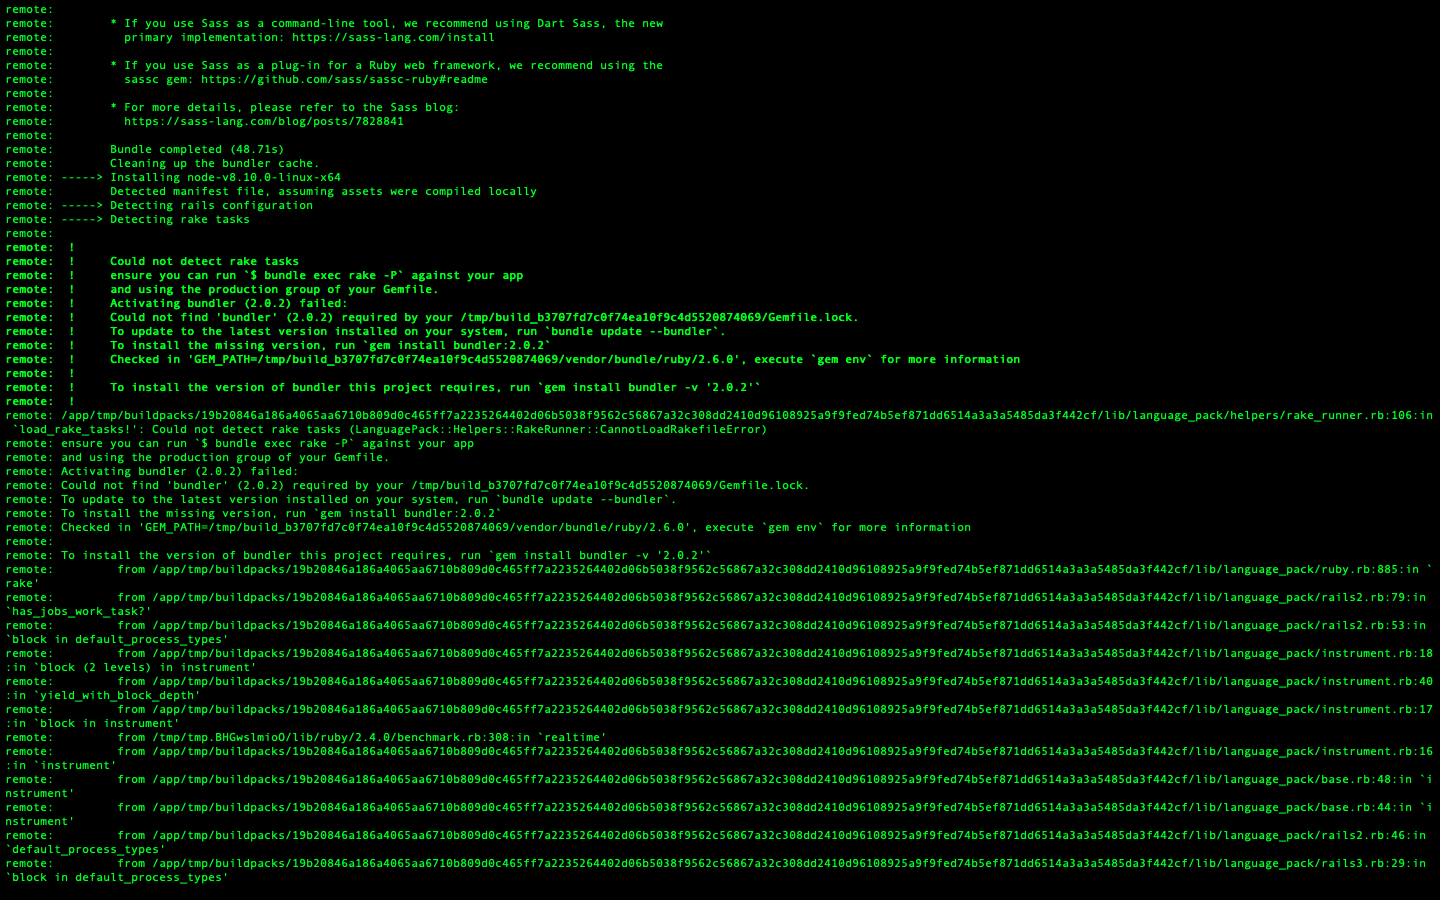 remote:
remote:        * If you use Sass as a command-line tool, we recommend using Dart Sass, the new
remote:          primary implementation: https://sass-lang.com/install
remote:
remote:        * If you use Sass as a plug-in for a Ruby web framework, we recommend using the
remote:          sassc gem: https://github.com/sass/sassc-ruby#readme
remote:
remote:        * For more details, please refer to the Sass blog:
remote:          https://sass-lang.com/blog/posts/7828841
remote:
remote:        Bundle completed (48.71s)
remote:        Cleaning up the bundler cache.
remote: -----> Installing node-v8.10.0-linux-x64
remote:        Detected manifest file, assuming assets were compiled locally
remote: -----> Detecting rails configuration
remote: -----> Detecting rake tasks
remote:
remote:  !
remote:  !     Could not detect rake tasks
remote:  !     ensure you can run `$ bundle exec rake -P` against your app
remote:  !     and using the production group of your Gemfile.
remote:  !     Activating bundler (2.0.2) failed:
remote:  !     Could not find 'bundler' (2.0.2) required by your /tmp/build_b3707fd7c0f74ea10f9c4d5520874069/Gemfile.lock.
remote:  !     To update to the latest version installed on your system, run `bundle update --bundler`.
remote:  !     To install the missing version, run `gem install bundler:2.0.2`
remote:  !     Checked in 'GEM_PATH=/tmp/build_b3707fd7c0f74ea10f9c4d5520874069/vendor/bundle/ruby/2.6.0', execute `gem env` for more information
remote:  !
remote:  !     To install the version of bundler this project requires, run `gem install bundler -v '2.0.2'`
remote:  !
remote: /app/tmp/buildpacks/19b20846a186a4065aa6710b809d0c465ff7a2235264402d06b5038f9562c56867a32c308dd2410d96108925a9f9fed74b5ef871dd6514a3a3a5485da3f442cf/lib/language_pack/helpers/rake_runner.rb:106:in
 `load_rake_tasks!': Could not detect rake tasks (LanguagePack::Helpers::RakeRunner::CannotLoadRakefileError)
remote: ensure you can run `$ bundle exec rake -P` against your app
remote: and using the production group of your Gemfile.
remote: Activating bundler (2.0.2) failed:
remote: Could not find 'bundler' (2.0.2) required by your /tmp/build_b3707fd7c0f74ea10f9c4d5520874069/Gemfile.lock.
remote: To update to the latest version installed on your system, run `bundle update --bundler`.
remote: To install the missing version, run `gem install bundler:2.0.2`
remote: Checked in 'GEM_PATH=/tmp/build_b3707fd7c0f74ea10f9c4d5520874069/vendor/bundle/ruby/2.6.0', execute `gem env` for more information
remote:
remote: To install the version of bundler this project requires, run `gem install bundler -v '2.0.2'`
remote:         from /app/tmp/buildpacks/19b20846a186a4065aa6710b809d0c465ff7a2235264402d06b5038f9562c56867a32c308dd2410d96108925a9f9fed74b5ef871dd6514a3a3a5485da3f442cf/lib/language_pack/ruby.rb:885:in `
rake'
remote:         from /app/tmp/buildpacks/19b20846a186a4065aa6710b809d0c465ff7a2235264402d06b5038f9562c56867a32c308dd2410d96108925a9f9fed74b5ef871dd6514a3a3a5485da3f442cf/lib/language_pack/rails2.rb:79:in
`has_jobs_work_task?'
remote:         from /app/tmp/buildpacks/19b20846a186a4065aa6710b809d0c465ff7a2235264402d06b5038f9562c56867a32c308dd2410d96108925a9f9fed74b5ef871dd6514a3a3a5485da3f442cf/lib/language_pack/rails2.rb:53:in
`block in default_process_types'
remote:         from /app/tmp/buildpacks/19b20846a186a4065aa6710b809d0c465ff7a2235264402d06b5038f9562c56867a32c308dd2410d96108925a9f9fed74b5ef871dd6514a3a3a5485da3f442cf/lib/language_pack/instrument.rb:18
:in `block (2 levels) in instrument'
remote:         from /app/tmp/buildpacks/19b20846a186a4065aa6710b809d0c465ff7a2235264402d06b5038f9562c56867a32c308dd2410d96108925a9f9fed74b5ef871dd6514a3a3a5485da3f442cf/lib/language_pack/instrument.rb:40
:in `yield_with_block_depth'
remote:         from /app/tmp/buildpacks/19b20846a186a4065aa6710b809d0c465ff7a2235264402d06b5038f9562c56867a32c308dd2410d96108925a9f9fed74b5ef871dd6514a3a3a5485da3f442cf/lib/language_pack/instrument.rb:17
:in `block in instrument'
remote:         from /tmp/tmp.BHGwslmioO/lib/ruby/2.4.0/benchmark.rb:308:in `realtime'
remote:         from /app/tmp/buildpacks/19b20846a186a4065aa6710b809d0c465ff7a2235264402d06b5038f9562c56867a32c308dd2410d96108925a9f9fed74b5ef871dd6514a3a3a5485da3f442cf/lib/language_pack/instrument.rb:16
:in `instrument'
remote:         from /app/tmp/buildpacks/19b20846a186a4065aa6710b809d0c465ff7a2235264402d06b5038f9562c56867a32c308dd2410d96108925a9f9fed74b5ef871dd6514a3a3a5485da3f442cf/lib/language_pack/base.rb:48:in `i
nstrument'
remote:         from /app/tmp/buildpacks/19b20846a186a4065aa6710b809d0c465ff7a2235264402d06b5038f9562c56867a32c308dd2410d96108925a9f9fed74b5ef871dd6514a3a3a5485da3f442cf/lib/language_pack/base.rb:44:in `i
nstrument'
remote:         from /app/tmp/buildpacks/19b20846a186a4065aa6710b809d0c465ff7a2235264402d06b5038f9562c56867a32c308dd2410d96108925a9f9fed74b5ef871dd6514a3a3a5485da3f442cf/lib/language_pack/rails2.rb:46:in
`default_process_types'
remote:         from /app/tmp/buildpacks/19b20846a186a4065aa6710b809d0c465ff7a2235264402d06b5038f9562c56867a32c308dd2410d96108925a9f9fed74b5ef871dd6514a3a3a5485da3f442cf/lib/language_pack/rails3.rb:29:in
`block in default_process_types'